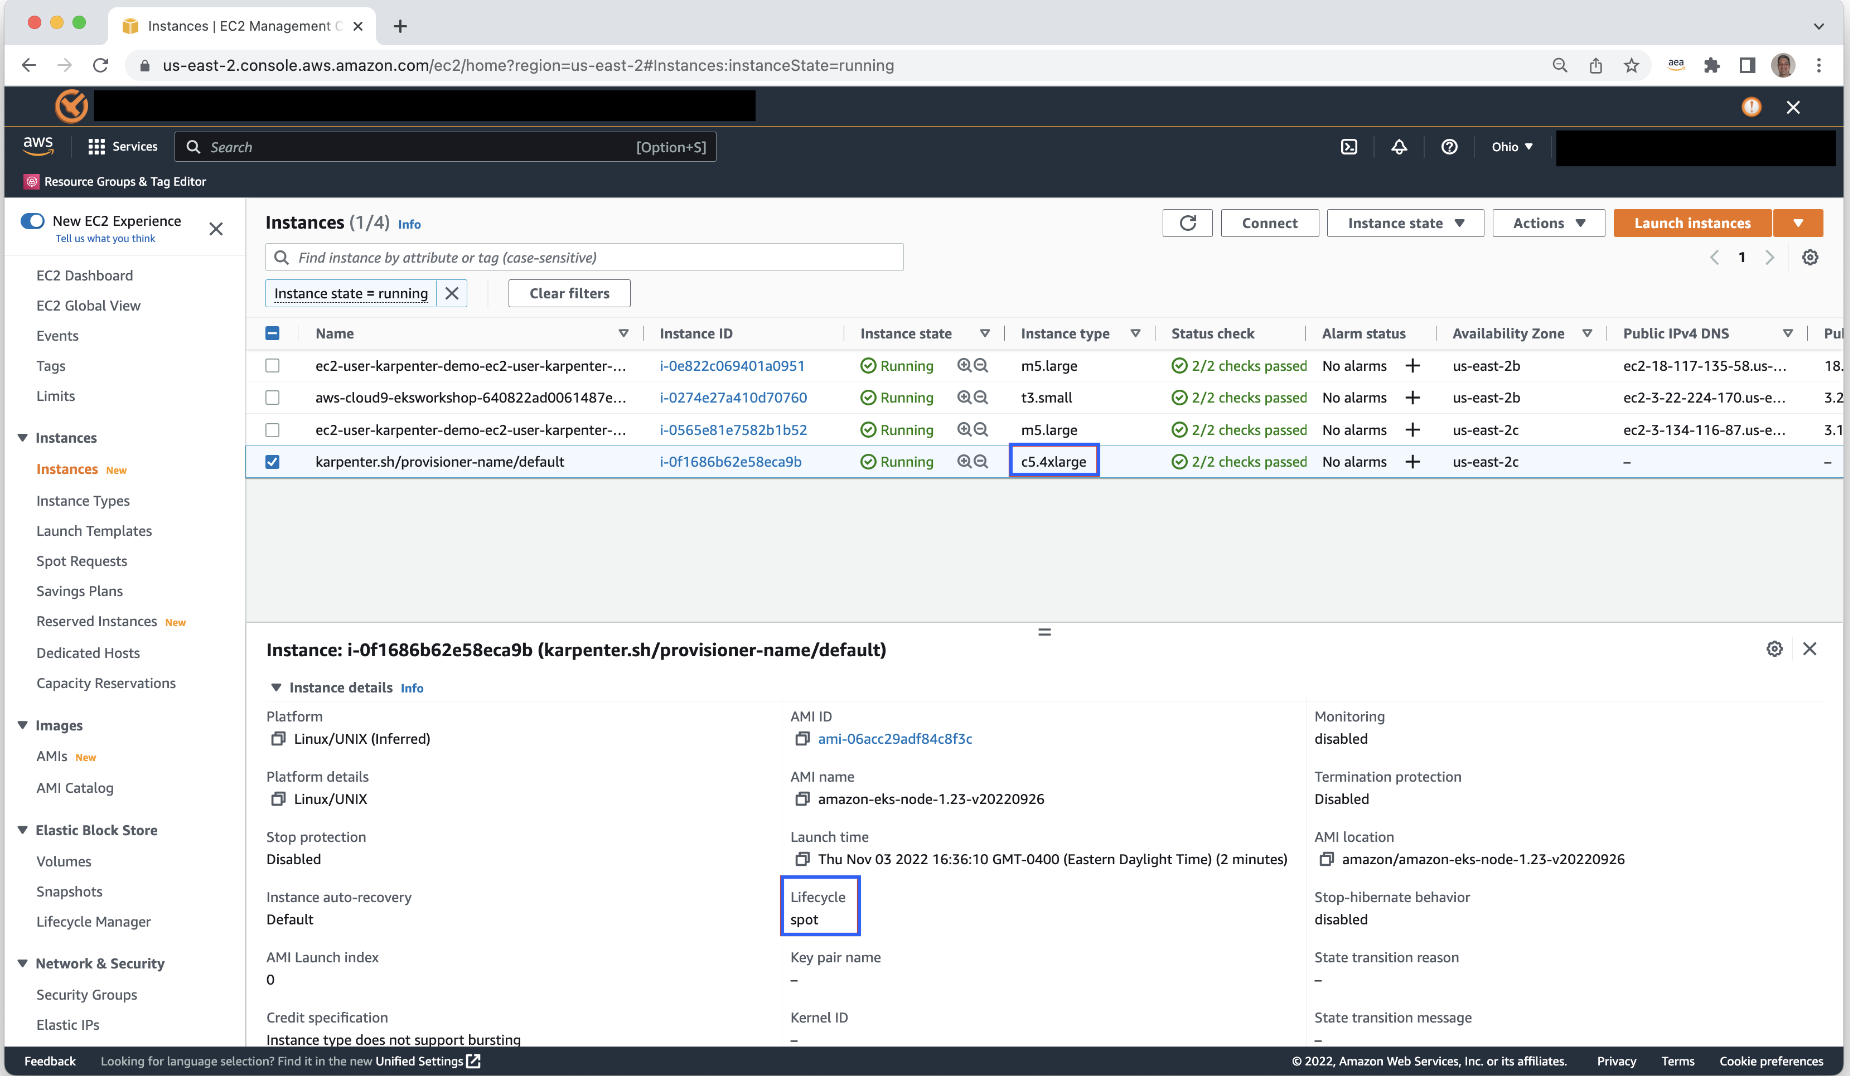 Instances | EC2 Management C
us-east-2.console.aws.amazon.com/ec2/home?region=us-east-2#Instances:instanceState=running
aea
aws
Services
Search
[Option+S]
Ohio
Resource Groups & Tag Editor
New EC2 Experience
Tell us what you think
EC2 Dashboard
EC2 Global View
Events
Tags
Limits
Instances
Instances New
Instance Types
Launch Templates
Spot Requests
Savings Plans
Reserved Instances New
Dedicated Hosts
Capacity Reservations
Images
AMIs New
AMI Catalog
Elastic Block Store
Volumes
Snapshots
Lifecycle Manager
Network & Security
Security Groups
Elastic IPs
Instances (1/4) Info
Connect
Instance state
Actions
Launch instances
Find instance by attribute or tag (case-sensitive)
1
Instance state = running
Clear filters
Name Instance ID Instance state Instance type Status check Alarm status Availability Zone Public IPv4 DNS Pul
ec2-user-karpenter-demo-ec2-user-karpenter-... i-0e822c069401a0951 Running m5.large 2/2 checks passed No alarms + us-east-2b ec2-18-117-135-58.us-... 18.
aws-cloud9-eksworkshop-640822ad0061487e... i-0274e27a410d70760 Running t3.small 2/2 checks passed No alarms + us-east-2b ec2-3-22-224-170.us-e... 3.2
ec2-user-karpenter-demo-ec2-user-karpenter-... i-0565e81e7582b1b52 Running m5.large 2/2 checks passed No alarms + us-east-2c ec2-3-134-116-87.us-e... 3.1
karpenter.sh/provisioner-name/default i-0f1686b62e58eca9b Running c5.4xlarge 2/2 checks passed No alarms + us-east-2c – –
Instance: i-0f1686b62e58eca9b (karpenter.sh/provisioner-name/default)
Instance details Info
Platform
Linux/UNIX (Inferred)
AMI ID
ami-06acc29adf84c8f3c
Monitoring
disabled
Platform details
Linux/UNIX
AMI name
amazon-eks-node-1.23-v20220926
Termination protection
Disabled
Stop protection
Disabled
Launch time
Thu Nov 03 2022 16:36:10 GMT-0400 (Eastern Daylight Time) (2 minutes)
AMI location
amazon/amazon-eks-node-1.23-v20220926
Instance auto-recovery
Default
Lifecycle
spot
Stop-hibernate behavior
disabled
AMI Launch index
0
Key pair name
–
State transition reason
–
Credit specification
Instance type does not support bursting
Kernel ID
–
State transition message
–
Feedback
Looking for language selection? Find it in the new Unified Settings
© 2022, Amazon Web Services, Inc. or its affiliates.
Privacy
Terms
Cookie preferences